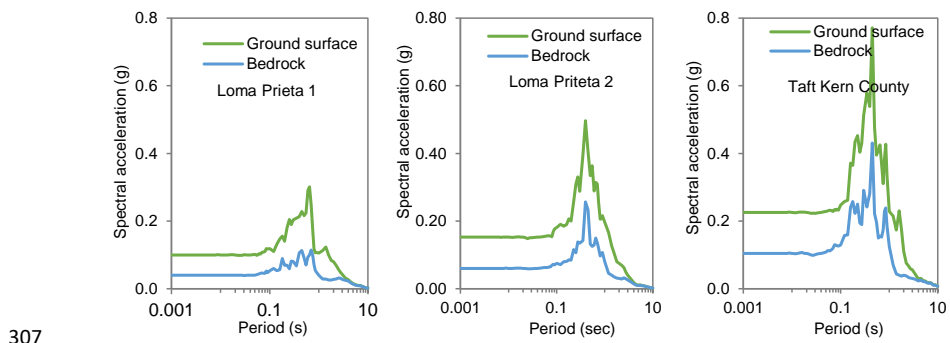 0.8
0.6
0.4
0.2
0.0
Spectral acceleration (g)
Ground surface
Bedrock
Loma Prieta 1
0.001
0.1
10
Period (s)
0.80
0.60
0.40
0.20
0.00
Spectral acceleration (g)
Ground surface
Bedrock
Loma Priteta 2
0.001
0.1
10
Period (sec)
0.8
0.6
0.4
0.2
0.0
Spectral acceleration (g)
Ground surface
Bedrock
Taft Kern County
0.001
0.1
10
Period (s)
307